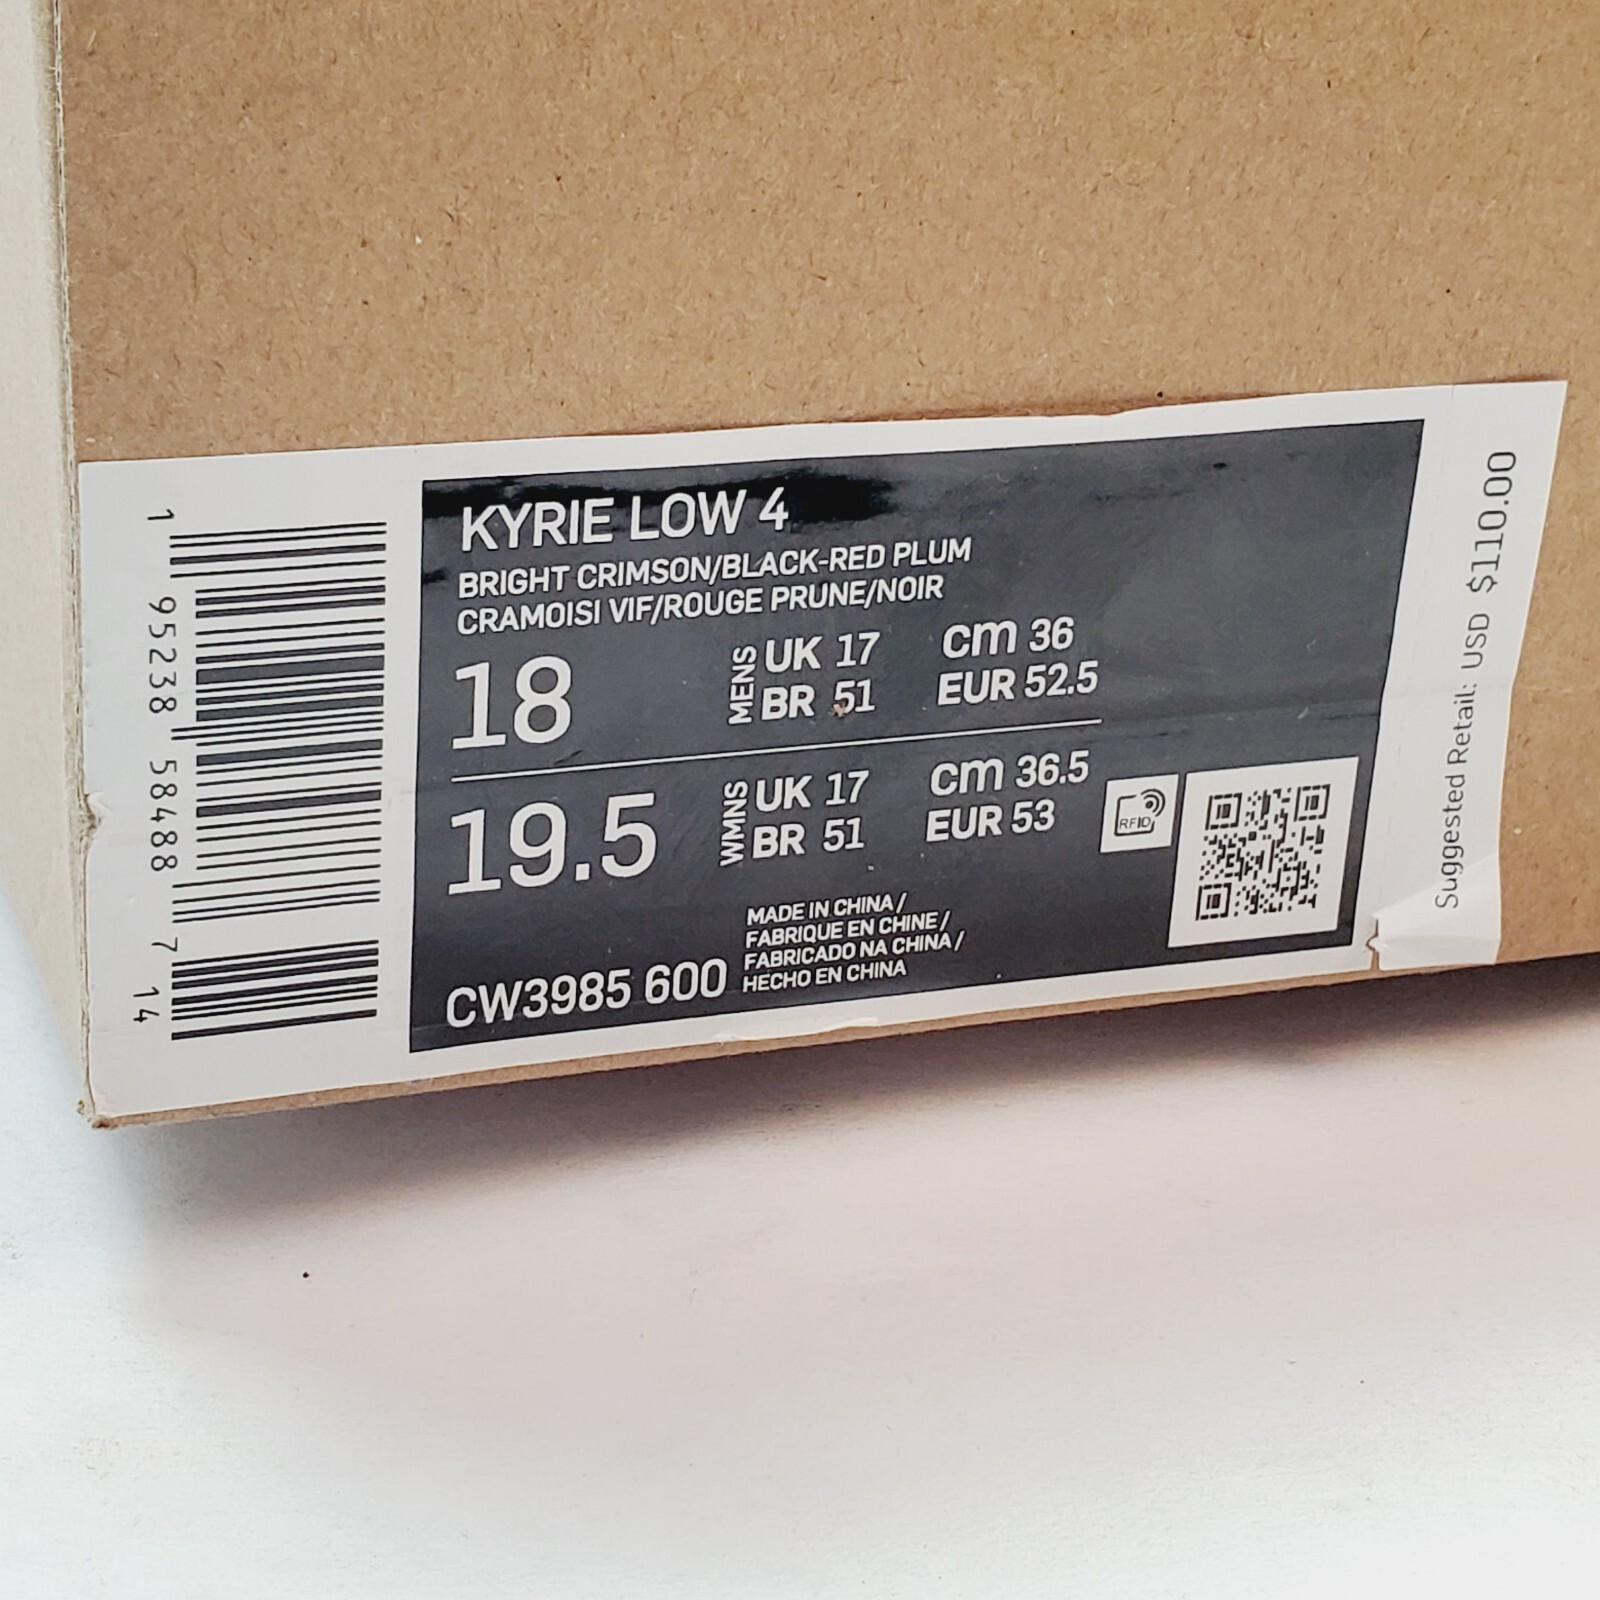 KYRIE LOW 4
BRIGHT CRIMSON/BLACK-RED PLUM
CRAMOISI VIF/ROUGE PRUNE/NOIR
18
MENS
UK 17
BR 51
cm 36
EUR 52.5
19.5
WMNS
UK 17
BR 51
cm 36.5
EUR 53
RFID
CW3985 600
MADE IN CHINA /
FABRIQUE EN CHINE /
FABRICADO NA CHINA /
HECHO EN CHINA
1 95238 58488 7 14
Suggested Retail: USD $110.00